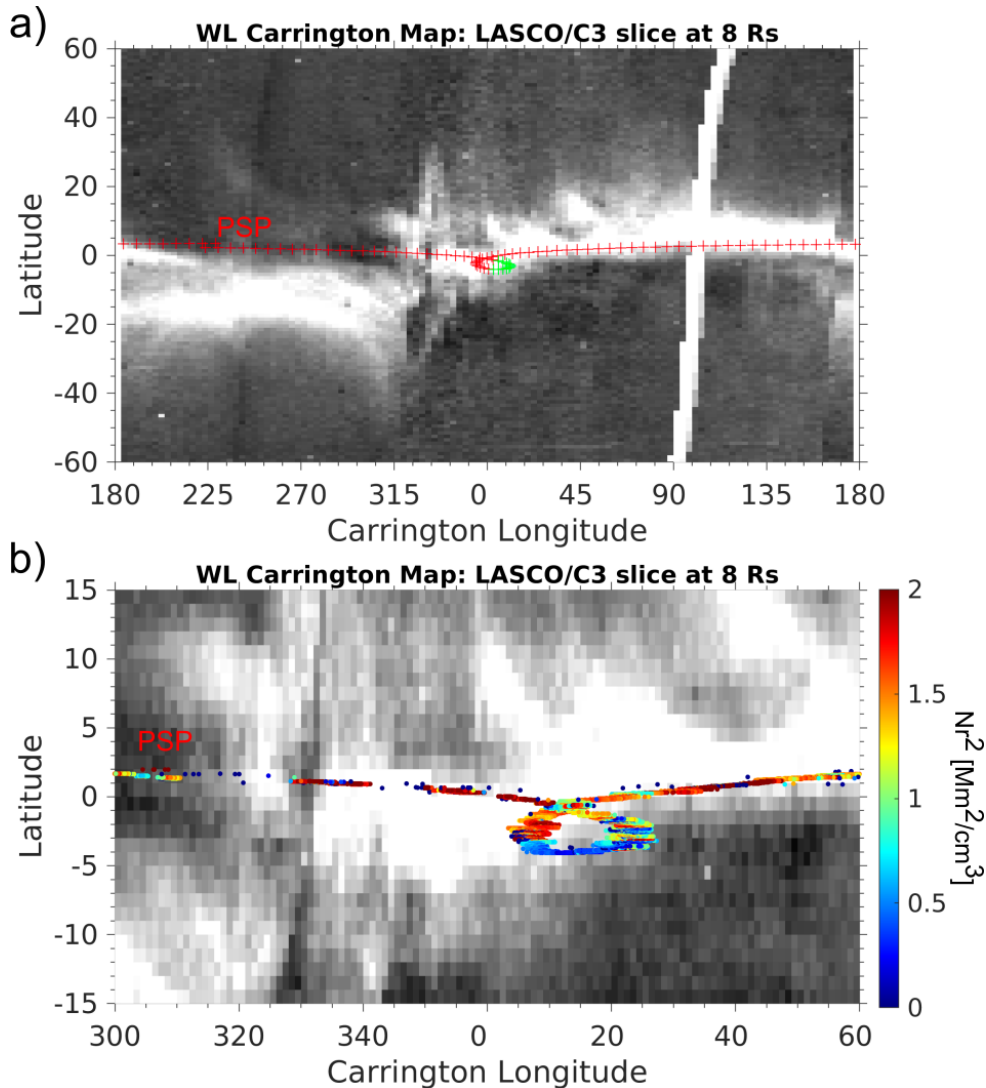 a)
WL Carrington Map: LASCO/C3 slice at 8 Rs
60
40
20
0
-20
-40
-60
Latitude
PSP
180 225 270 315 0 45 90 135 180
Carrington Longitude
b)
WL Carrington Map: LASCO/C3 slice at 8 Rs
15
10
5
0
-5
-10
-15
Latitude
PSP
300 320 340 0 20 40 60
Carrington Longitude
2
1.5
1
0.5
0
Nr² [Mm²/cm³]